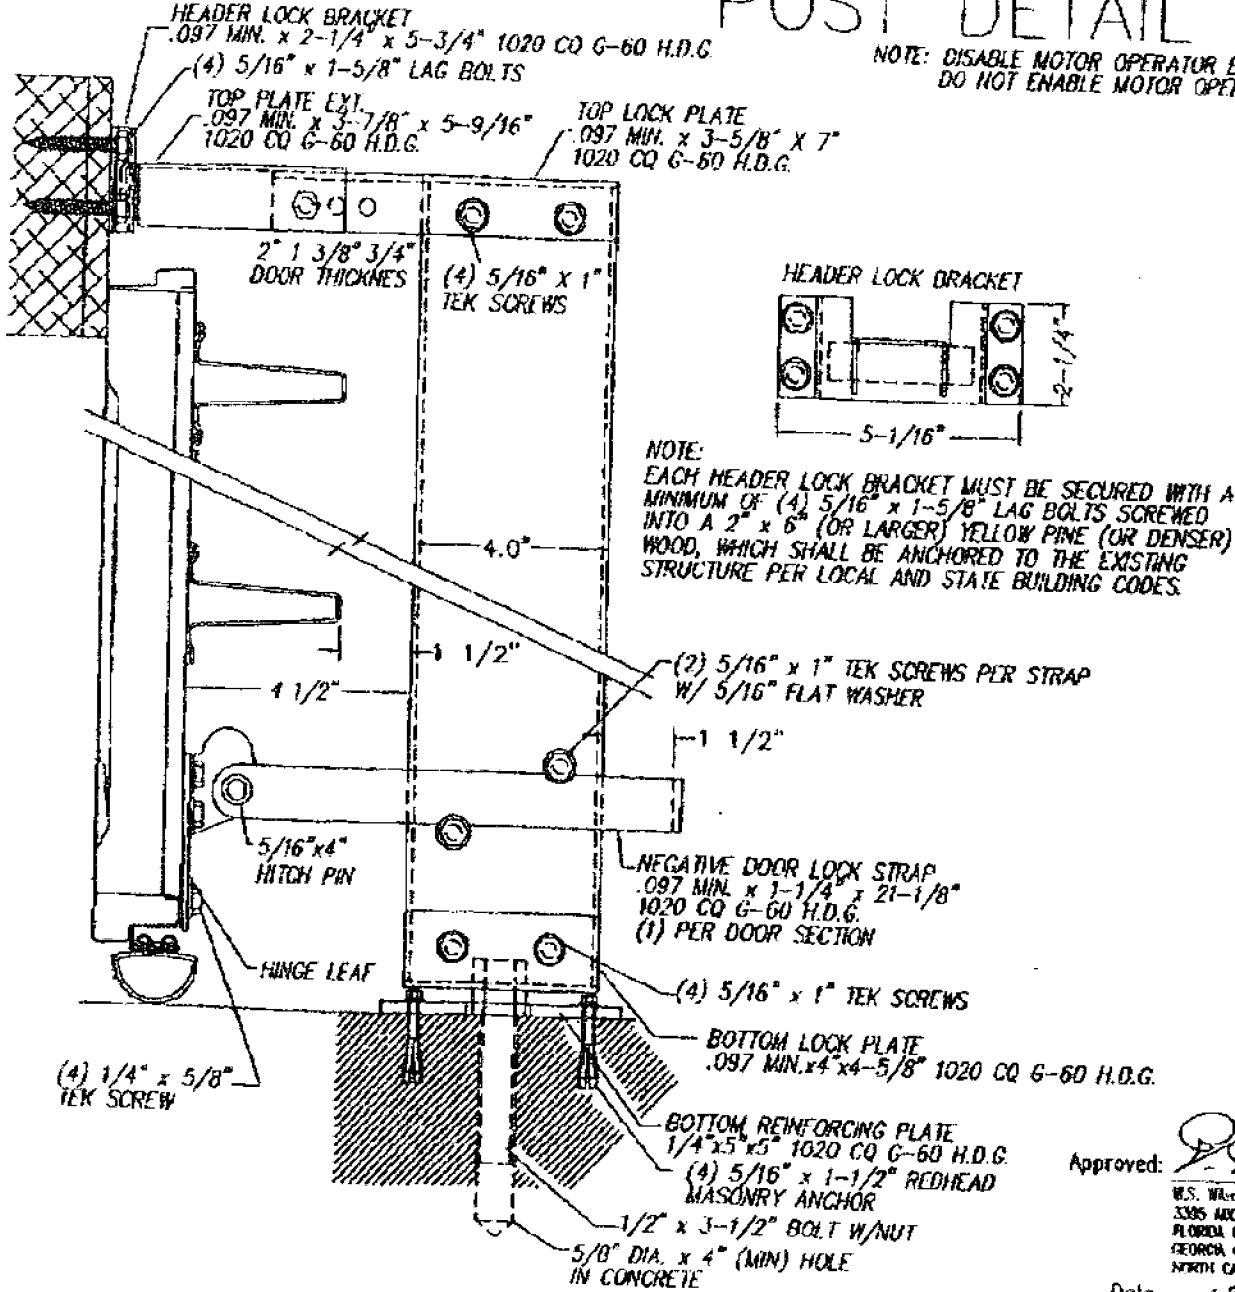 POST DETAIL
HEADER LOCK BRACKET
.097 MIN. x 2-1/4" x 5-3/4" 1020 CQ G-60 H.D.G.
(4) 5/16" x 1-5/8" LAG BOLTS
NOTE: DISABLE MOTOR OPERATOR
DO NOT ENABLE MOTOR
TOP PLATE EXT.
.097 MIN. x 3-7/8" x 5-9/16"
1020 CQ G-60 H.D.G.
TOP LOCK PLATE
.097 MIN. x 3-5/8" X 7"
1020 CQ G-60 H.D.G.
2" 1 3/8" 3/4"
DOOR THICKNES
(4) 5/16" X 1"
TEK SCREWS
HEADER LOCK BRACKET
2-1/4"
5-1/16"
NOTE:
EACH HEADER LOCK BRACKET MUST BE SECURED WITH A
MINIMUM OF (4) 5/16" x 1-5/8" LAG BOLTS SCREWED
INTO A 2" x 6" (OR LARGER) YELLOW PINE (OR DENSER)
WOOD, WHICH SHALL BE ANCHORED TO THE EXISTING
STRUCTURE PER LOCAL AND STATE BUILDING CODES.
4.0"
1 1/2"
4 1/2"
(2) 5/16" x 1" TEK SCREWS PER STRAP
W/ 5/16" FLAT WASHER
1 1/2"
5/16"x4"
HITCH PIN
NEGATIVE DOOR LOCK STRAP
.097 MIN. x 1-1/4" x 21-1/8"
1020 CQ G-60 H.D.G.
(1) PER DOOR SECTION
HINGE LEAF
(4) 5/16" x 1" TEK SCREWS
BOTTOM LOCK PLATE
.097 MIN.x4"x4-5/8" 1020 CQ G-60 H.D.G.
(4) 1/4" x 5/8"
TEK SCREW
BOTTOM REINFORCING PLATE
1/4"x5"x5" 1020 CQ G-60 H.D.G.
(4) 5/16" x 1-1/2" REDHEAD
MASONRY ANCHOR
1/2" x 3-1/2" BOLT W/NUT
5/8" DIA. x 4" (MIN) HOLE
IN CONCRETE
Approved:
W.S.
3395
FLORIDA
GEORGIA
NORTH
Date